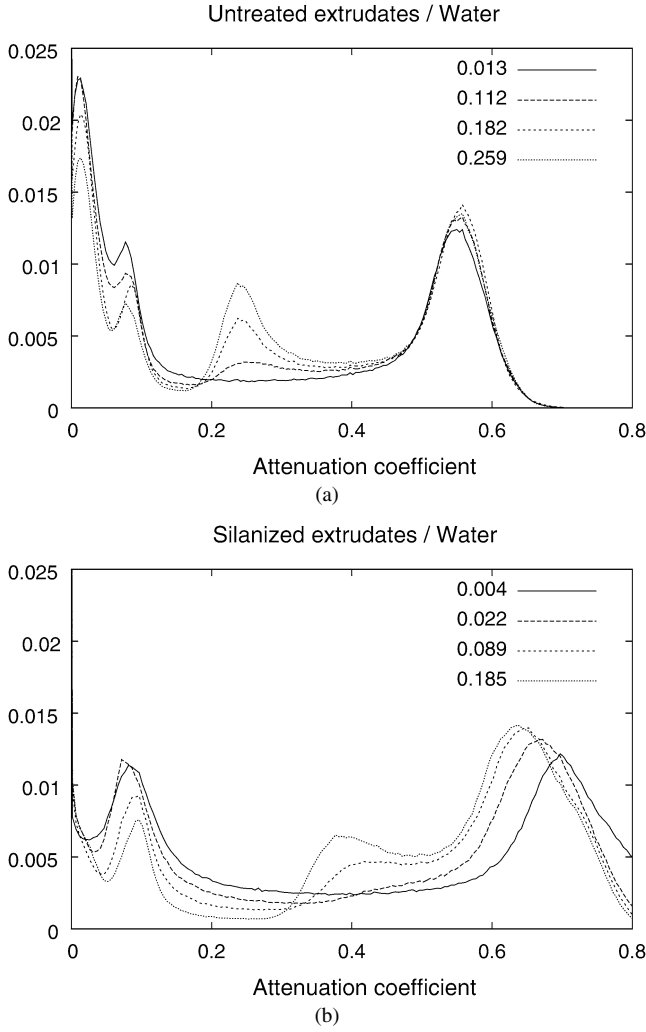 Untreated extrudates / Water
0.025
0.02
0.015
0.01
0.005
0
0.013
0.112
0.182
0.259
0 0.2 0.4 0.6 0.8
Attenuation coefficient
(a)
Silanized extrudates / Water
0.025
0.02
0.015
0.01
0.005
0
0.004
0.022
0.089
0.185
0 0.2 0.4 0.6 0.8
Attenuation coefficient
(b)